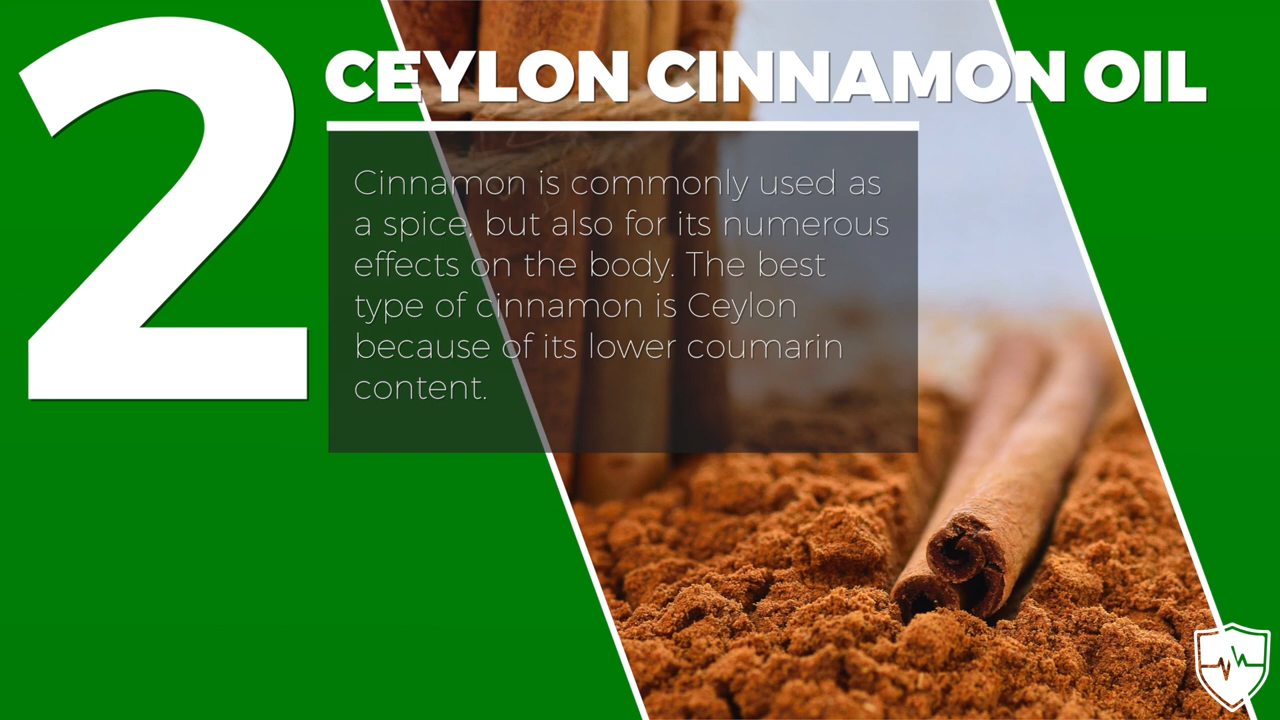 2
CEYLON CINNAMON OIL
Cinnamon is commonly used as
a spice, but also for its numerous
effects on the body. The best
type of cinnamon is Ceylon
because of its lower coumarin
content.